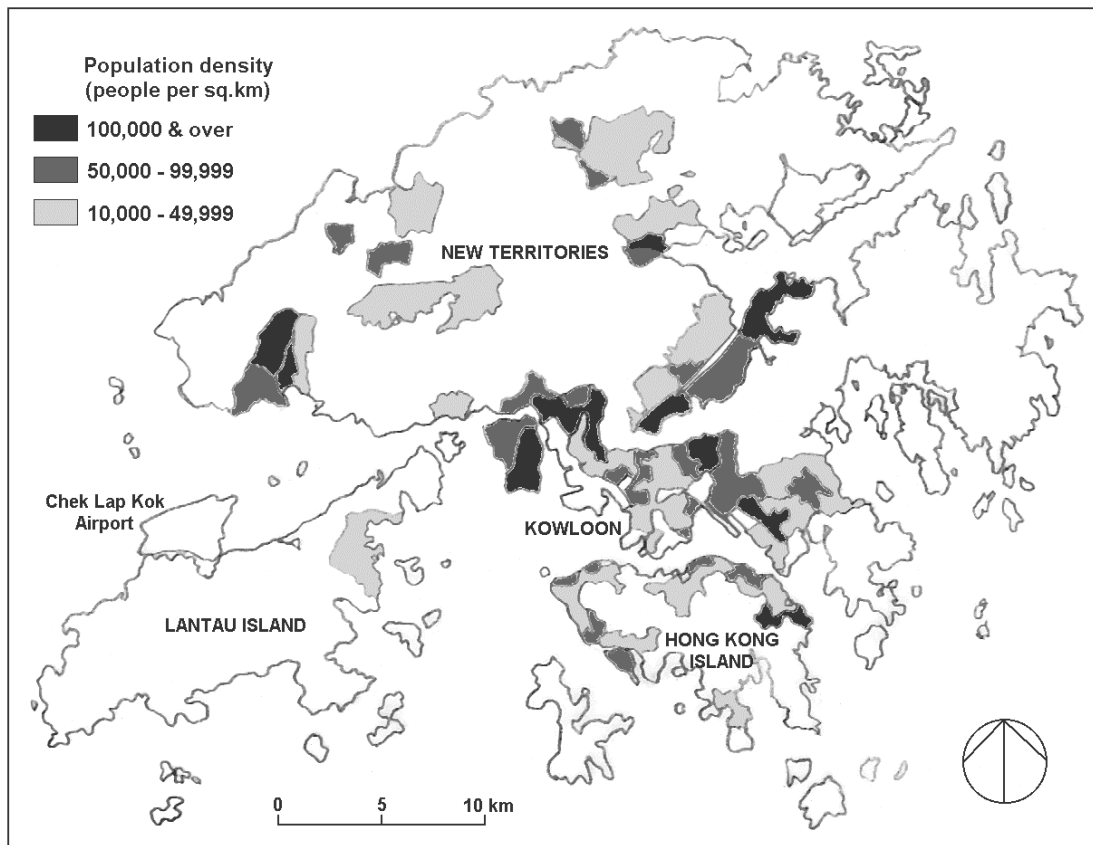 Population density
(people per sq.km)
100,000 & over
50,000 - 99,999
10,000 - 49,999
NEW TERRITORIES
Chek Lap Kok
Airport
KOWLOON
LANTAU ISLAND
HONG KONG
ISLAND
0 5 10 km